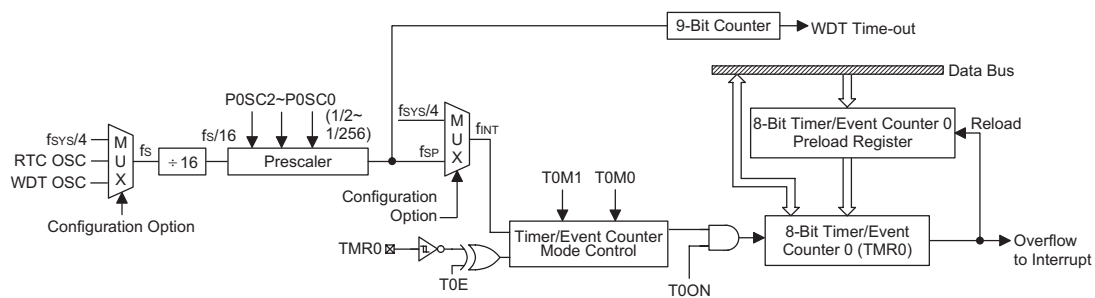 9-Bit Counter
WDT Time-out
Data Bus
P0SC2~P0SC0
(1/2~
1/256)
fSYS/4
RTC OSC
WDT OSC
M
U
X
fS
÷ 16
fS/16
Prescaler
fSYS/4
fSP
M
U
X
fINT
8-Bit Timer/Event Counter 0
Preload Register
Reload
Configuration Option
Configuration
Option
T0M1
T0M0
TMR0
T0E
Timer/Event Counter
Mode Control
T0ON
8-Bit Timer/Event
Counter 0 (TMR0)
Overflow
to Interrupt